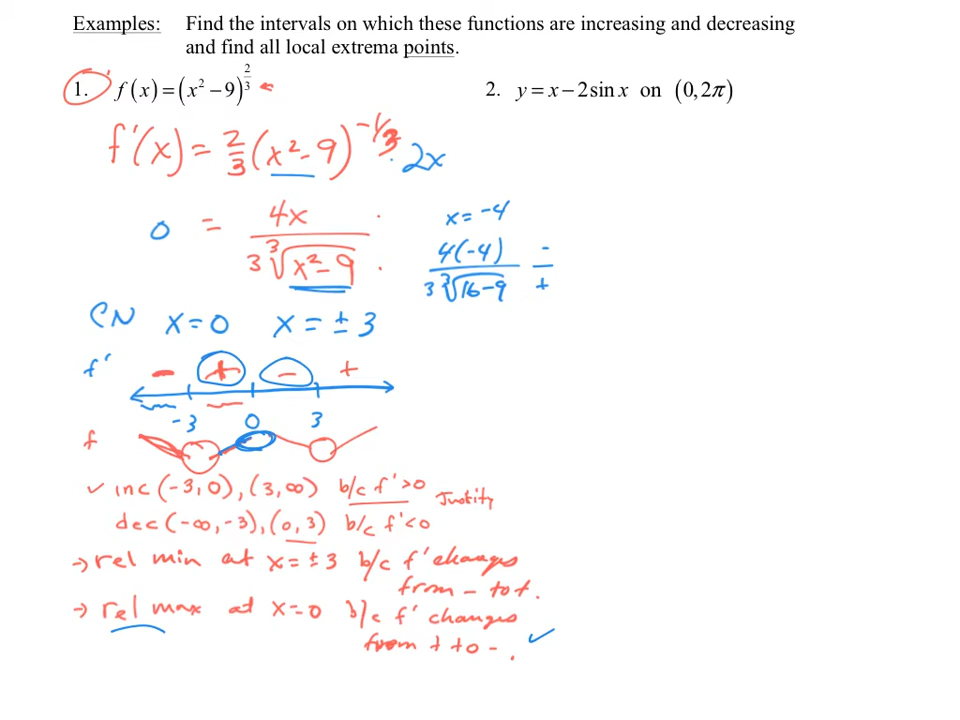 Examples: Find the intervals on which these functions are increasing and decreasing
and find all local extrema points.
1. f(x)=(x²−9)^(2/3)
2. y=x−2sin x on (0,2π)
f'(x) = 2/3 (x²-9)^(-1/3) · 2x
0 = 4x / 3∛(x²-9)
x = -4
4(-4) / 3∛(16-9) - / +
CN x=0 x=±3
f' - + - +
-3 0 3
f
✓ inc (-3,0), (3,∞) b/c f'>0 Justify
dec (-∞,-3), (0,3) b/c f'<0
→ rel min at x=±3 b/c f' changes
from - to +.
→ rel max at x=0 b/c f' changes
from + to -. ✓